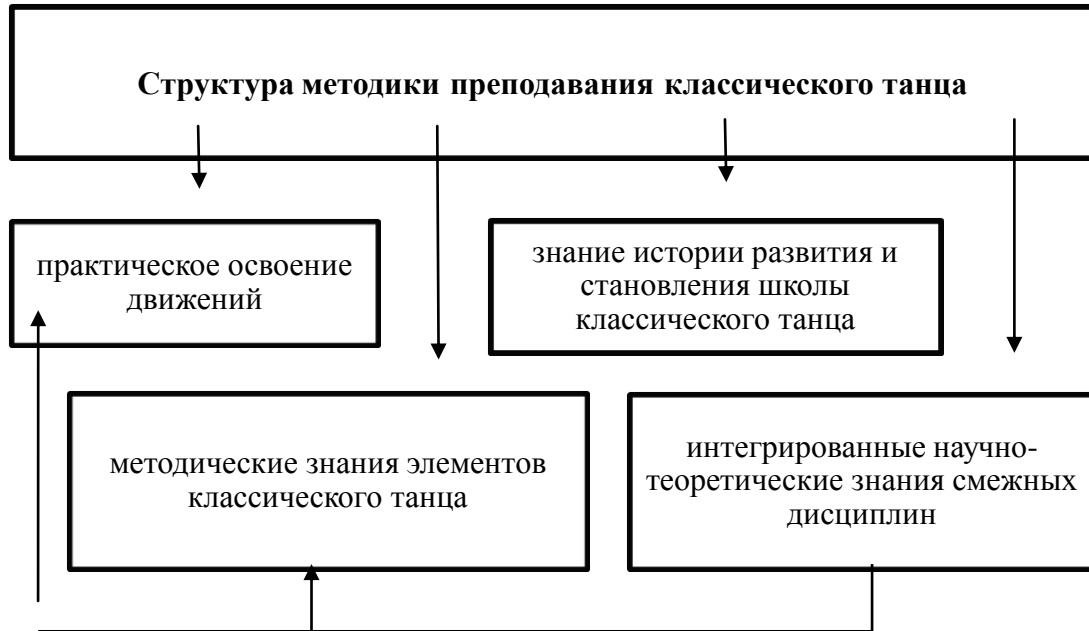 Структура методики преподавания классического танца
практическое освоение
движений
знание истории развития и
становления школы
классического танца
методические знания элементов
классического танца
интегрированные научно-
теоретические знания смежных
дисциплин